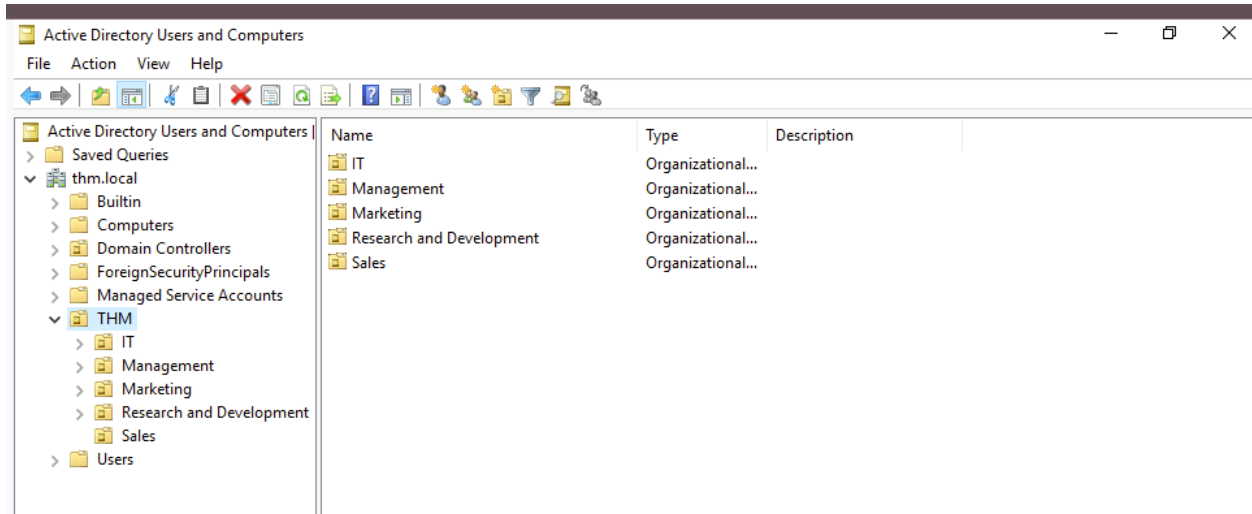 Active Directory Users and Computers
File Action View Help
Active Directory Users and Computers |
Saved Queries
thm.local
Builtin
Computers
Domain Controllers
ForeignSecurityPrincipals
Managed Service Accounts
THM
IT
Management
Marketing
Research and Development
Sales
Users
Name Type Description
IT Organizational...
Management Organizational...
Marketing Organizational...
Research and Development Organizational...
Sales Organizational...